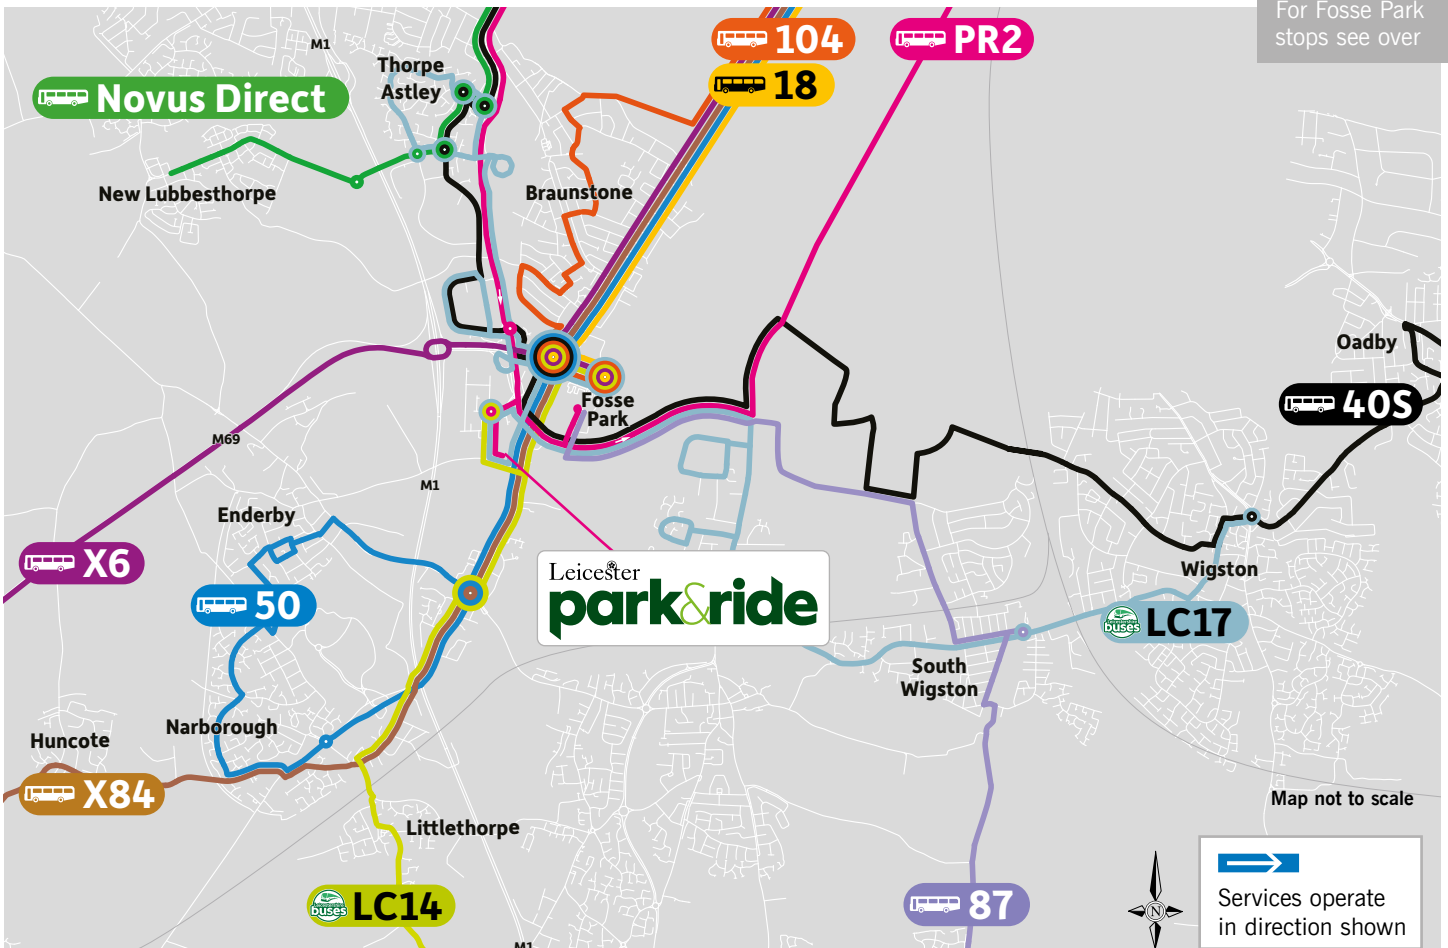 For Fosse Park
stops see over
104
PR2
18
M1
Thorpe
Astley
Novus Direct
New Lubbesthorpe
Braunstone
Oadby
Fosse
Park
40S
M69
M1
Enderby
X6
50
Leicester
park&ride
Wigston
buses LC17
South
Wigston
Narborough
Huncote
X84
Map not to scale
Littlethorpe
buses LC14
87
N
Services operate
in direction shown
M1